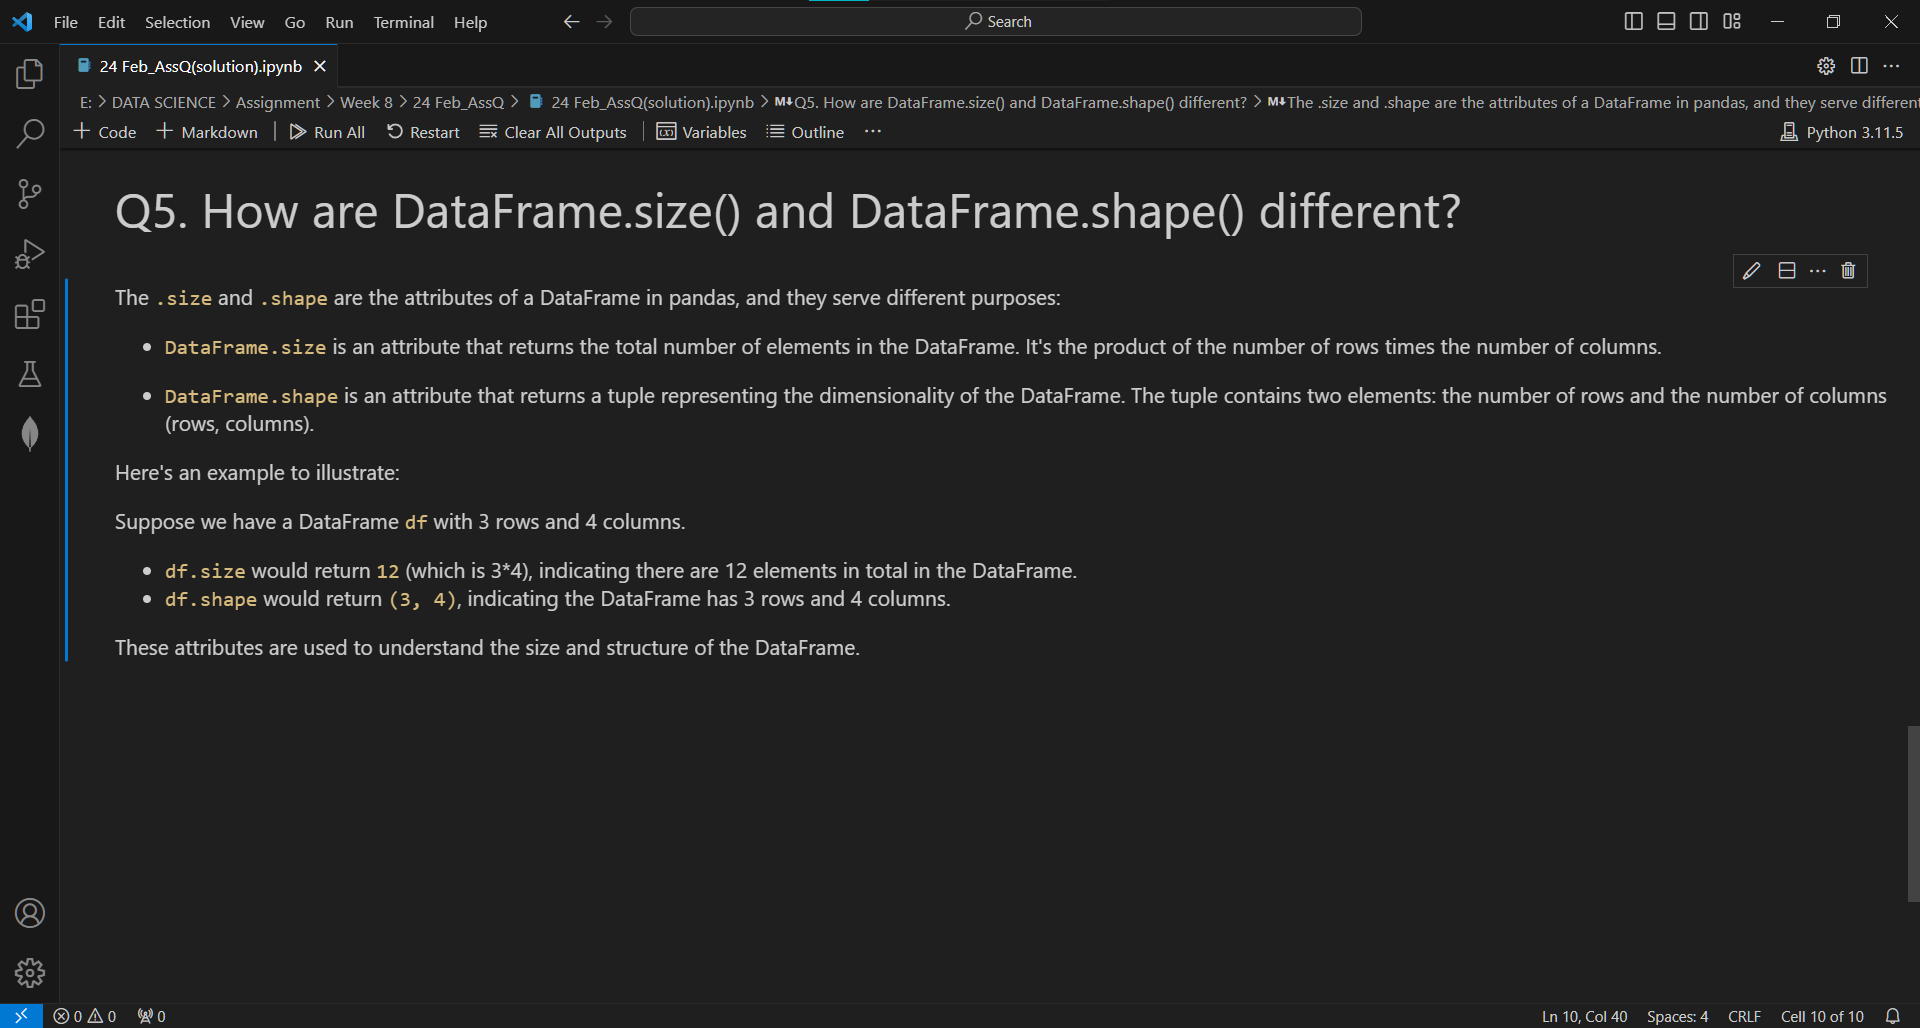 File Edit Selection View Go Run Terminal Help
Search
24 Feb_AssQ(solution).ipynb
E: > DATA SCIENCE > Assignment > Week 8 > 24 Feb_AssQ > 24 Feb_AssQ(solution).ipynb > M↓Q5. How are DataFrame.size() and DataFrame.shape() different? > M↓The .size and .shape are the attributes of a DataFrame in pandas, and they serve different
+ Code + Markdown | Run All Restart Clear All Outputs | Variables Outline ...
Python 3.11.5
Q5. How are DataFrame.size() and DataFrame.shape() different?
The .size and .shape are the attributes of a DataFrame in pandas, and they serve different purposes:
• DataFrame.size is an attribute that returns the total number of elements in the DataFrame. It's the product of the number of rows times the number of columns.
• DataFrame.shape is an attribute that returns a tuple representing the dimensionality of the DataFrame. The tuple contains two elements: the number of rows and the number of columns
(rows, columns).
Here's an example to illustrate:
Suppose we have a DataFrame df with 3 rows and 4 columns.
• df.size would return 12 (which is 3*4), indicating there are 12 elements in total in the DataFrame.
• df.shape would return (3, 4), indicating the DataFrame has 3 rows and 4 columns.
These attributes are used to understand the size and structure of the DataFrame.
0 0 0
Ln 10, Col 40 Spaces: 4 CRLF Cell 10 of 10